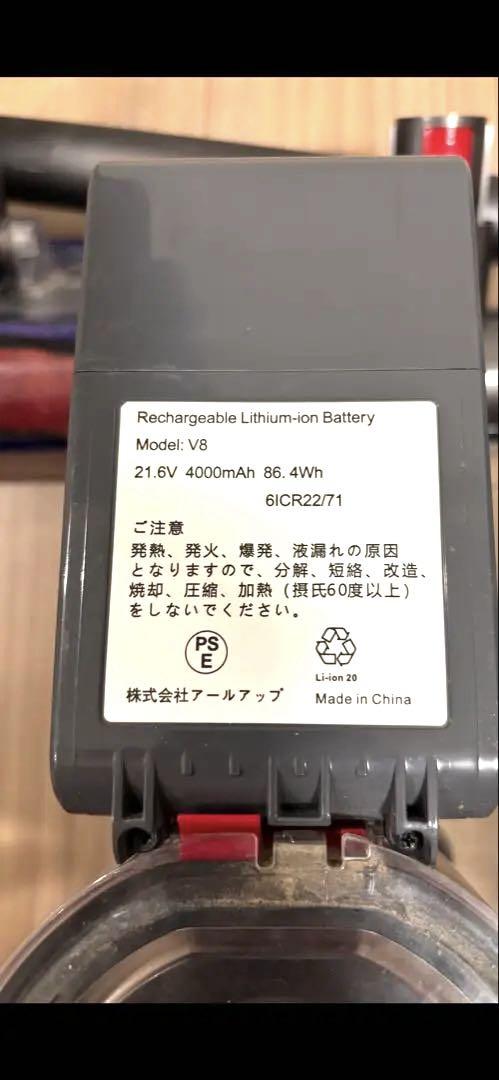 Rechargeable Lithium-ion Battery
Model: V8
21.6V 4000mAh 86.4Wh
6ICR22/71
ご注意
発熱、発火、爆発、液漏れの原因
となりますので、分解、短絡、改造、
焼却、圧縮、加熱（摂氏60度以上）
をしないでください。
PS
E
Li-ion 20
株式会社アールアップ
Made in China